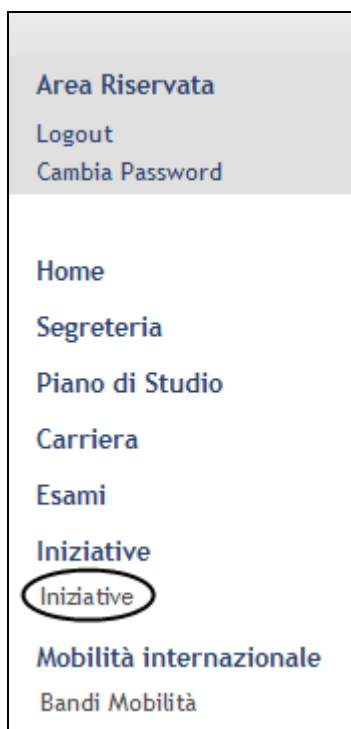 Area Riservata
Logout
Cambia Password
Home
Segreteria
Piano di Studio
Carriera
Esami
Iniziative
Iniziative
Mobilità internazionale
Bandi Mobilità